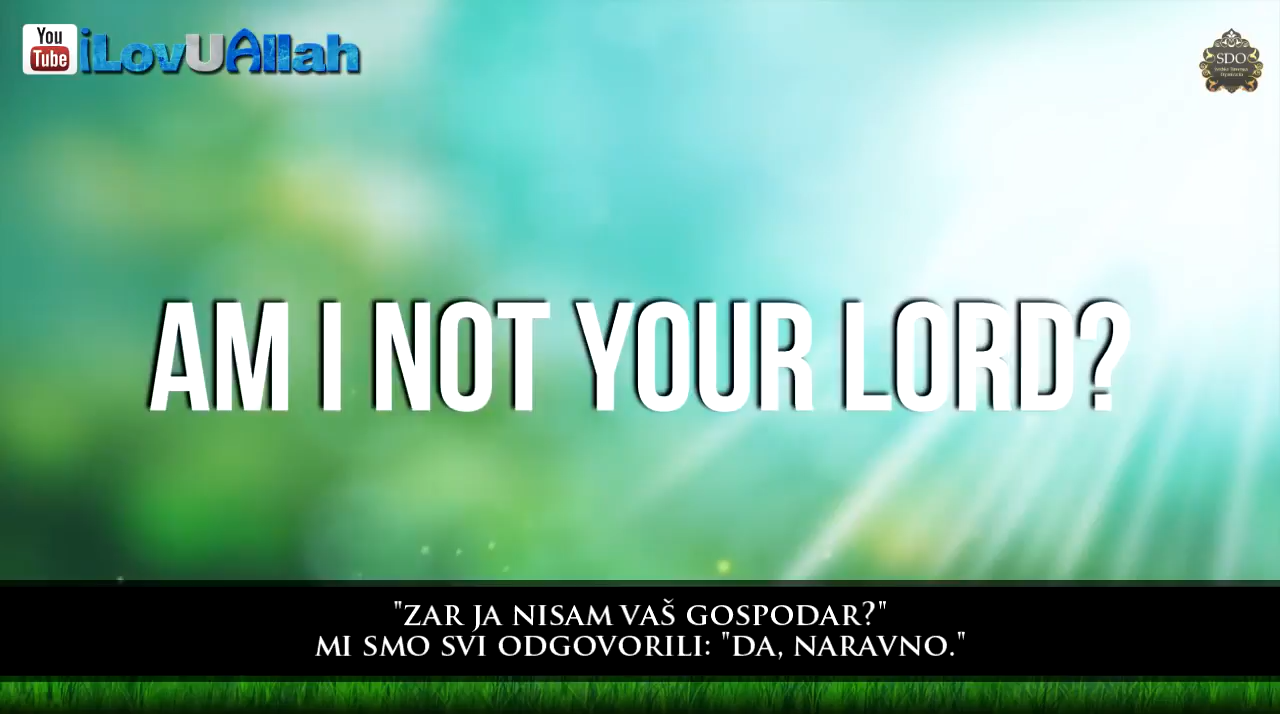 You
Tube iLovUAllah
SDO
AM I NOT YOUR LORD?
"ZAR JA NISAM VAŠ GOSPODAR?"
MI SMO SVI ODGOVORILI: "DA, NARAVNO."